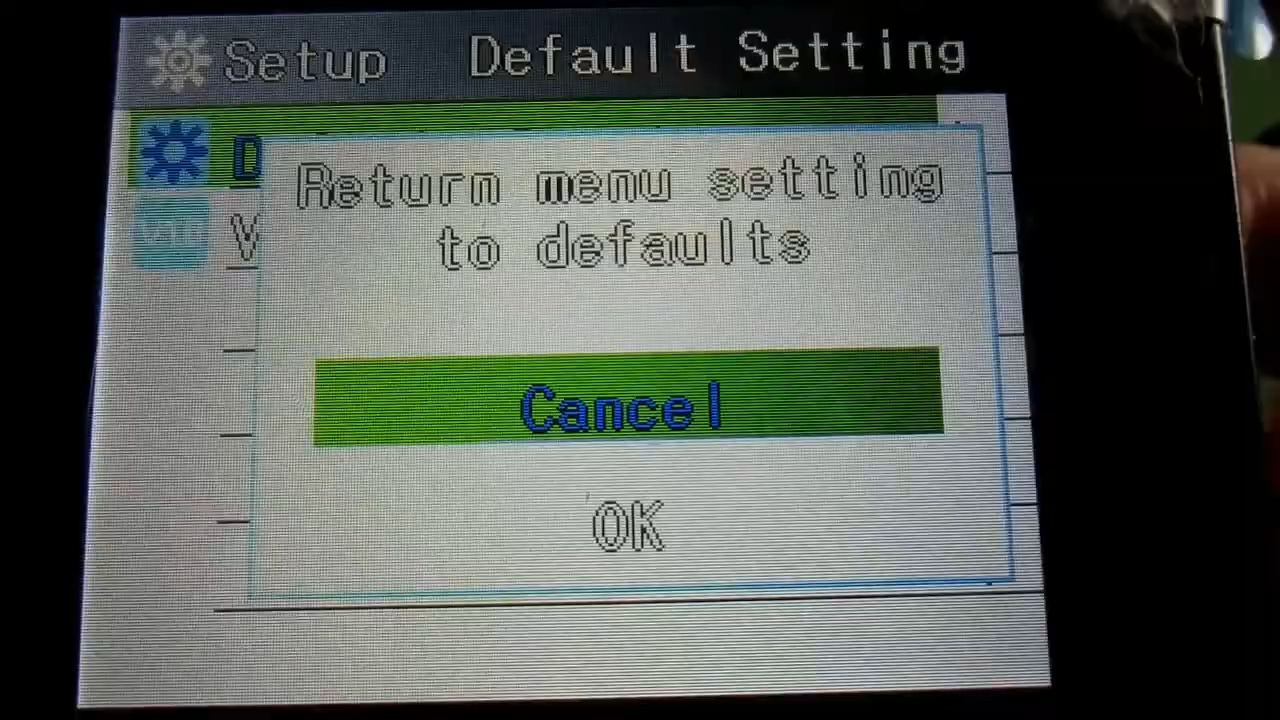 Setup Default Setting
Return menu setting
to defaults
Cancel
OK